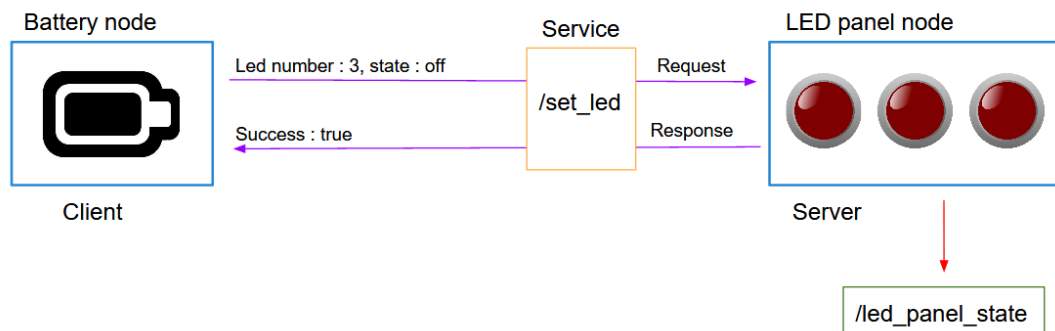 Battery node
Service
LED panel node
Led number : 3, state : off
Request
/set_led
Success : true
Response
Client
Server
/led_panel_state